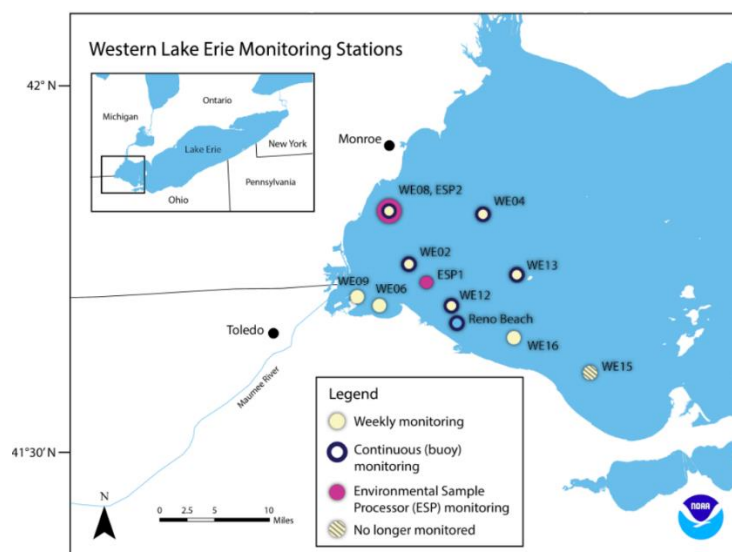 Western Lake Erie Monitoring Stations
42° N
Michigan
Ontario
Lake Erie
New York
Pennsylvania
Ohio
Monroe
WE08, ESP2
WE04
WE02
ESP1
WE13
WE09
WE06
WE12
Reno Beach
Toledo
WE16
WE15
Maumee River
Legend
Weekly monitoring
Continuous (buoy)
monitoring
Environmental Sample
Processor (ESP) monitoring
No longer monitored
41°30' N
N
0 2.5 5 10
Miles
NOAA